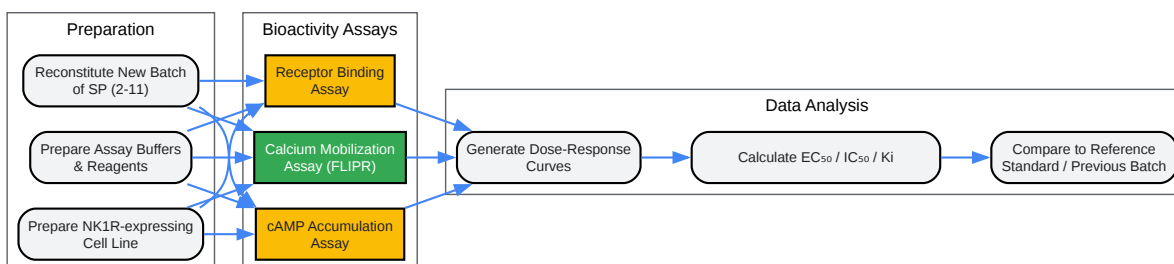 Preparation
Reconstitute New Batch
of SP (2-11)
Prepare Assay Buffers
& Reagents
Prepare NK1R-expressing
Cell Line
Bioactivity Assays
Receptor Binding
Assay
Calcium Mobilization
Assay (FLIPR)
cAMP Accumulation
Assay
Data Analysis
Generate Dose-Response
Curves
Calculate EC₅₀ / IC₅₀ / Ki
Compare to Reference
Standard / Previous Batch